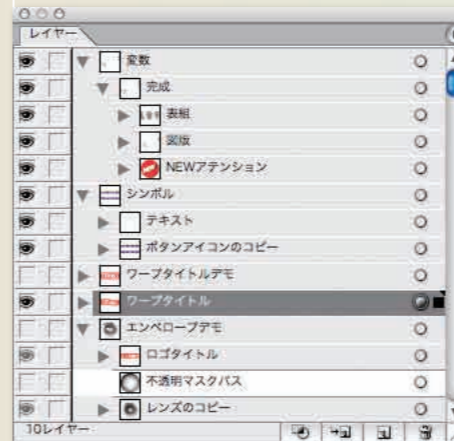 レイヤー
変数
完成
表組
図版
NEWアテンション
シンボル
テキスト
ボタンアイコンのコピー
ワープタイトルデモ
ワープタイトル
エンベロープデモ
ロゴタイトル
不透明マスクパス
レンズのコピー
10レイヤー